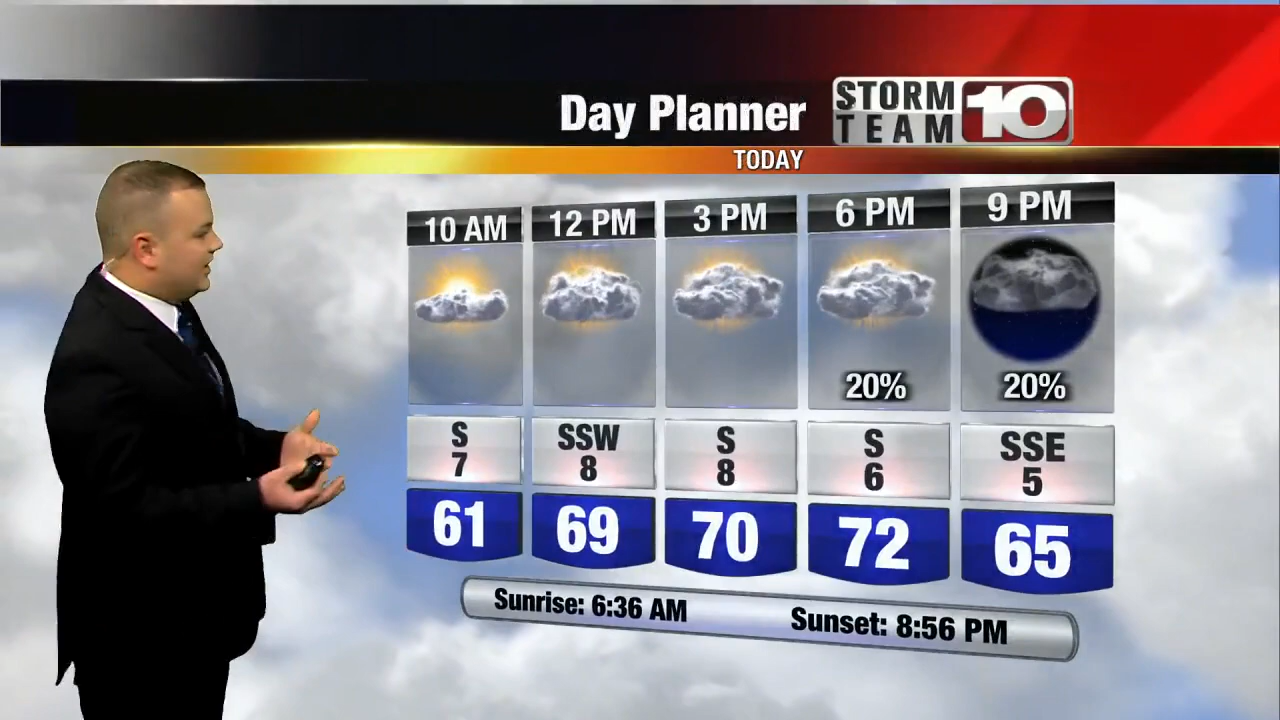 Day Planner
STORM
TEAM
10
TODAY
10 AM
12 PM
3 PM
6 PM
9 PM
20%
20%
S
7
SSW
8
S
8
S
6
SSE
5
61
69
70
72
65
Sunrise: 6:36 AM
Sunset: 8:56 PM